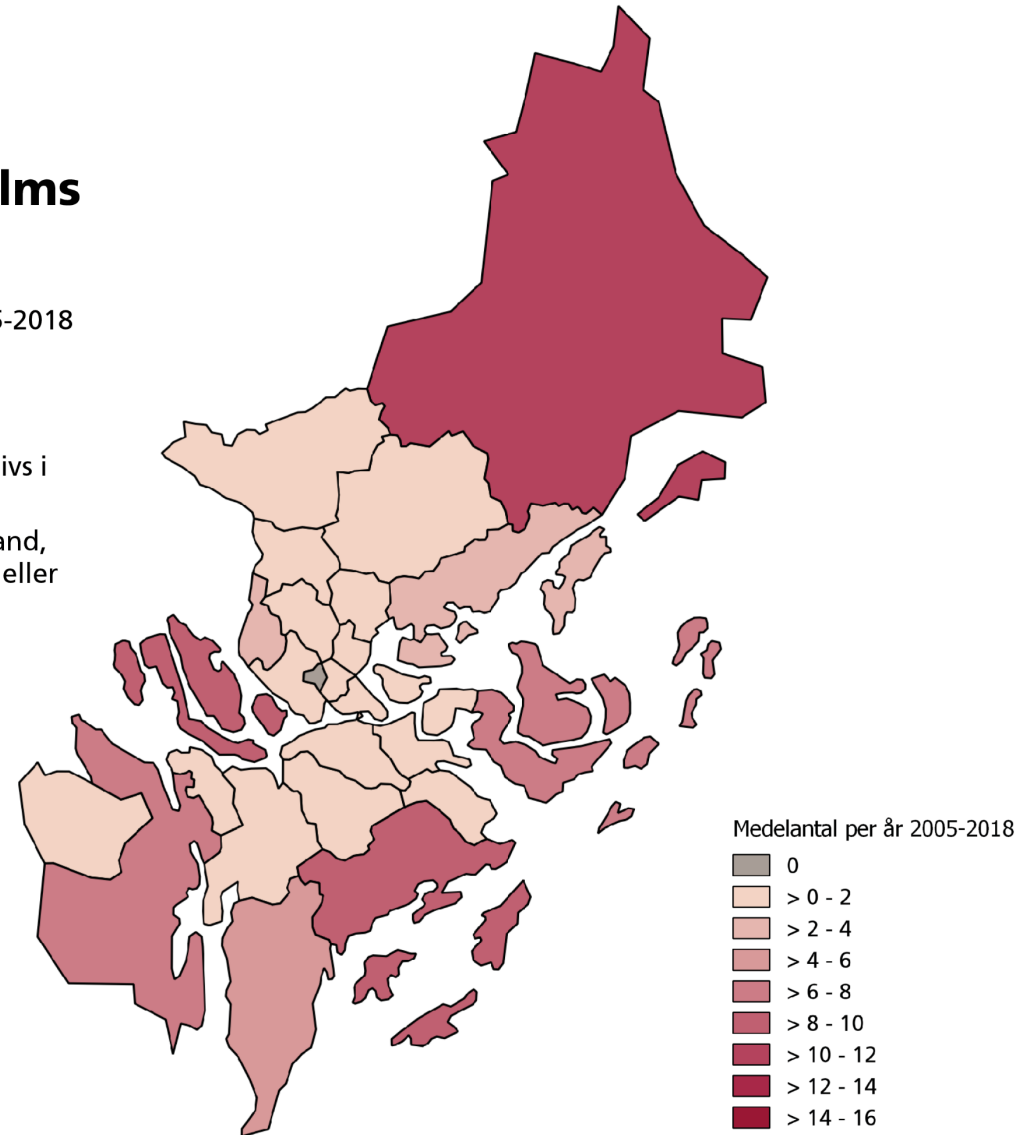 lms
5-2018
ivs i
and,
eller
Medelantal per år 2005-2018
0
> 0 - 2
> 2 - 4
> 4 - 6
> 6 - 8
> 8 - 10
> 10 - 12
> 12 - 14
> 14 - 16